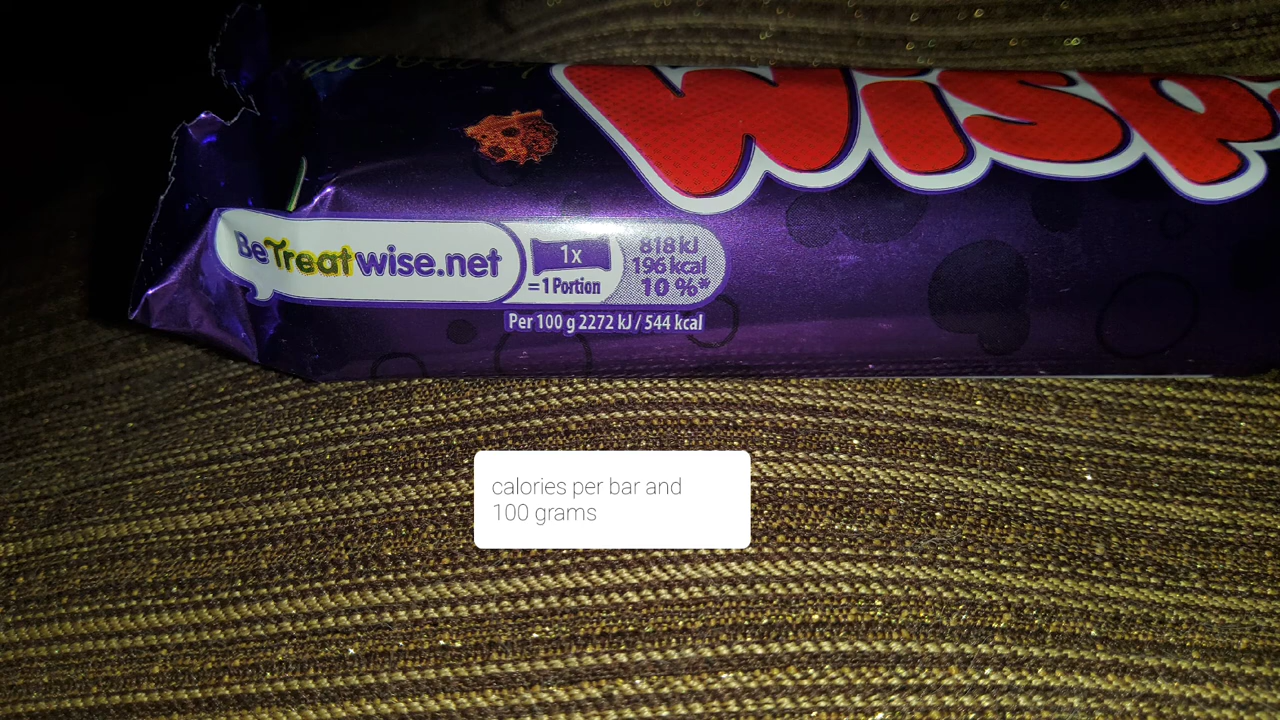 Wisp
BeTreatwise.net
1x
= 1 Portion
818 kJ
196 kcal
10 %*
Per 100 g 2272 kJ / 544 kcal
calories per bar and
100 grams